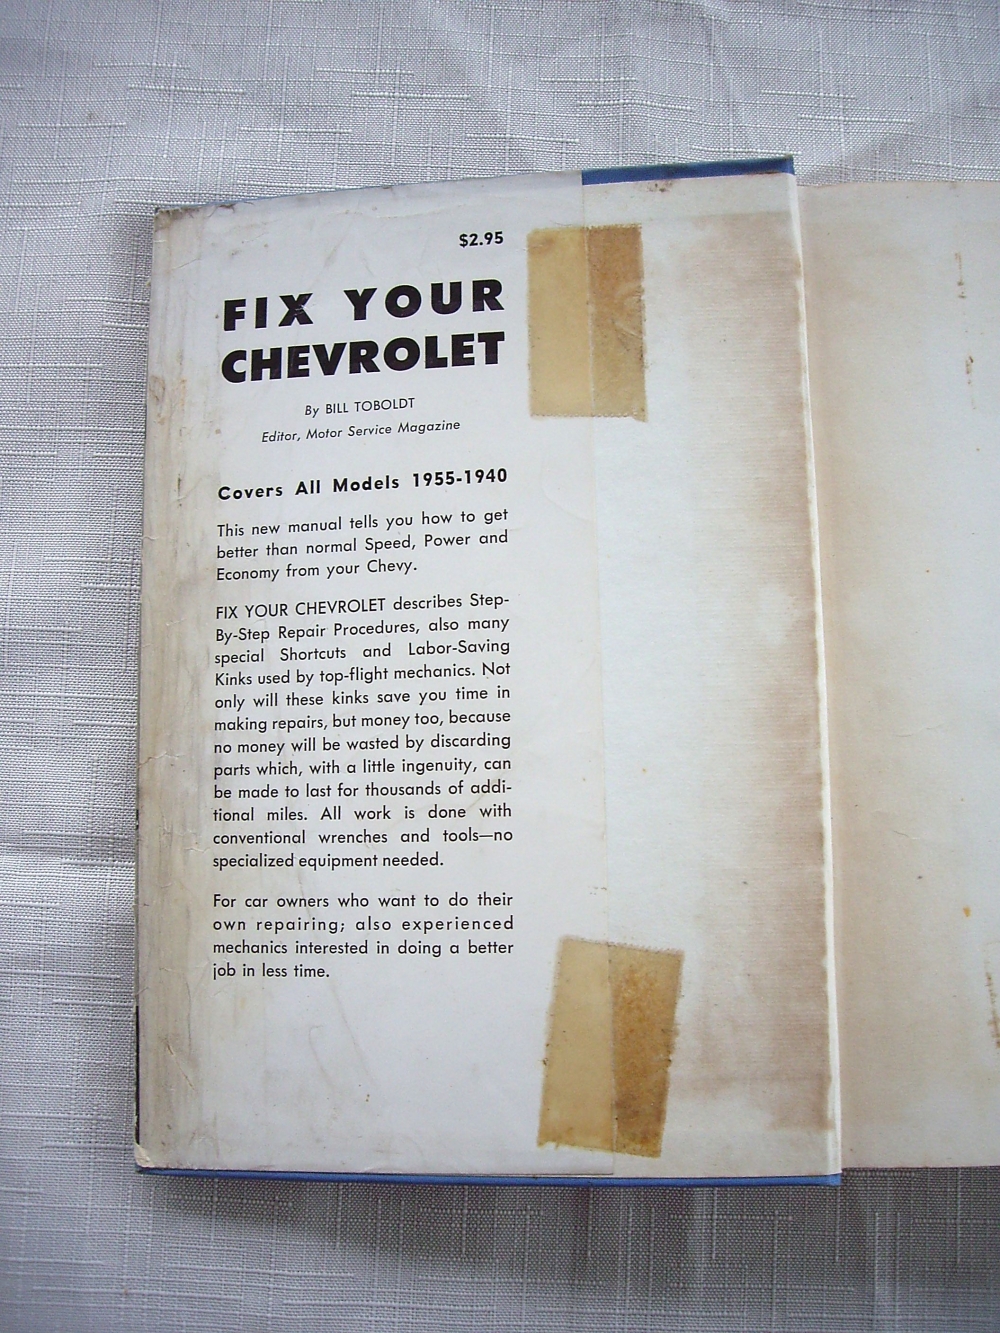 $2.95
FIX YOUR
CHEVROLET
By BILL TOBOLDT
Editor, Motor Service Magazine
Covers All Models 1955-1940
This new manual tells you how to get
better than normal Speed, Power and
Economy from your Chevy.
FIX YOUR CHEVROLET describes Step-
By-Step Repair Procedures, also many
special Shortcuts and Labor-Saving
Kinks used by top-flight mechanics. Not
only will these kinks save you time in
making repairs, but money too, because
no money will be wasted by discarding
parts which, with a little ingenuity, can
be made to last for thousands of addi-
tional miles. All work is done with
conventional wrenches and tools—no
specialized equipment needed.
For car owners who want to do their
own repairing; also experienced
mechanics interested in doing a better
job in less time.